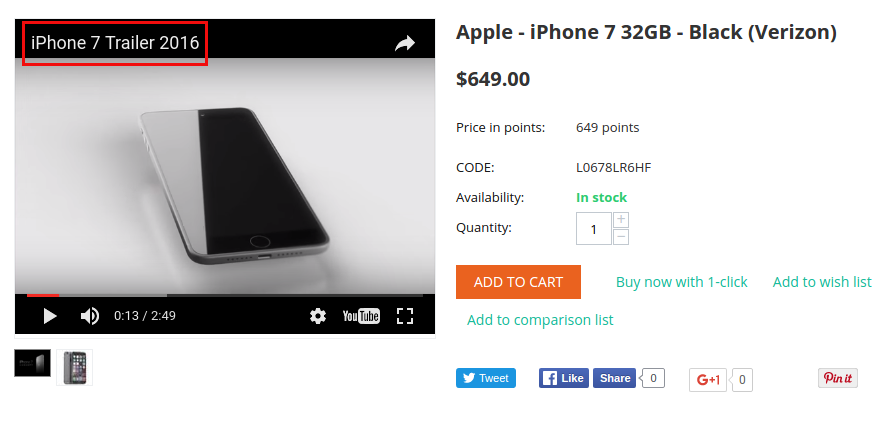 iPhone 7 Trailer 2016
0:13 / 2:49
YouTube
Apple - iPhone 7 32GB - Black (Verizon)
$649.00
Price in points: 649 points
CODE: L0678LR6HF
Availability: In stock
Quantity: 1 + −
ADD TO CART Buy now with 1-click Add to wish list
Add to comparison list
Tweet Like Share 0 G+1 0 Pin it